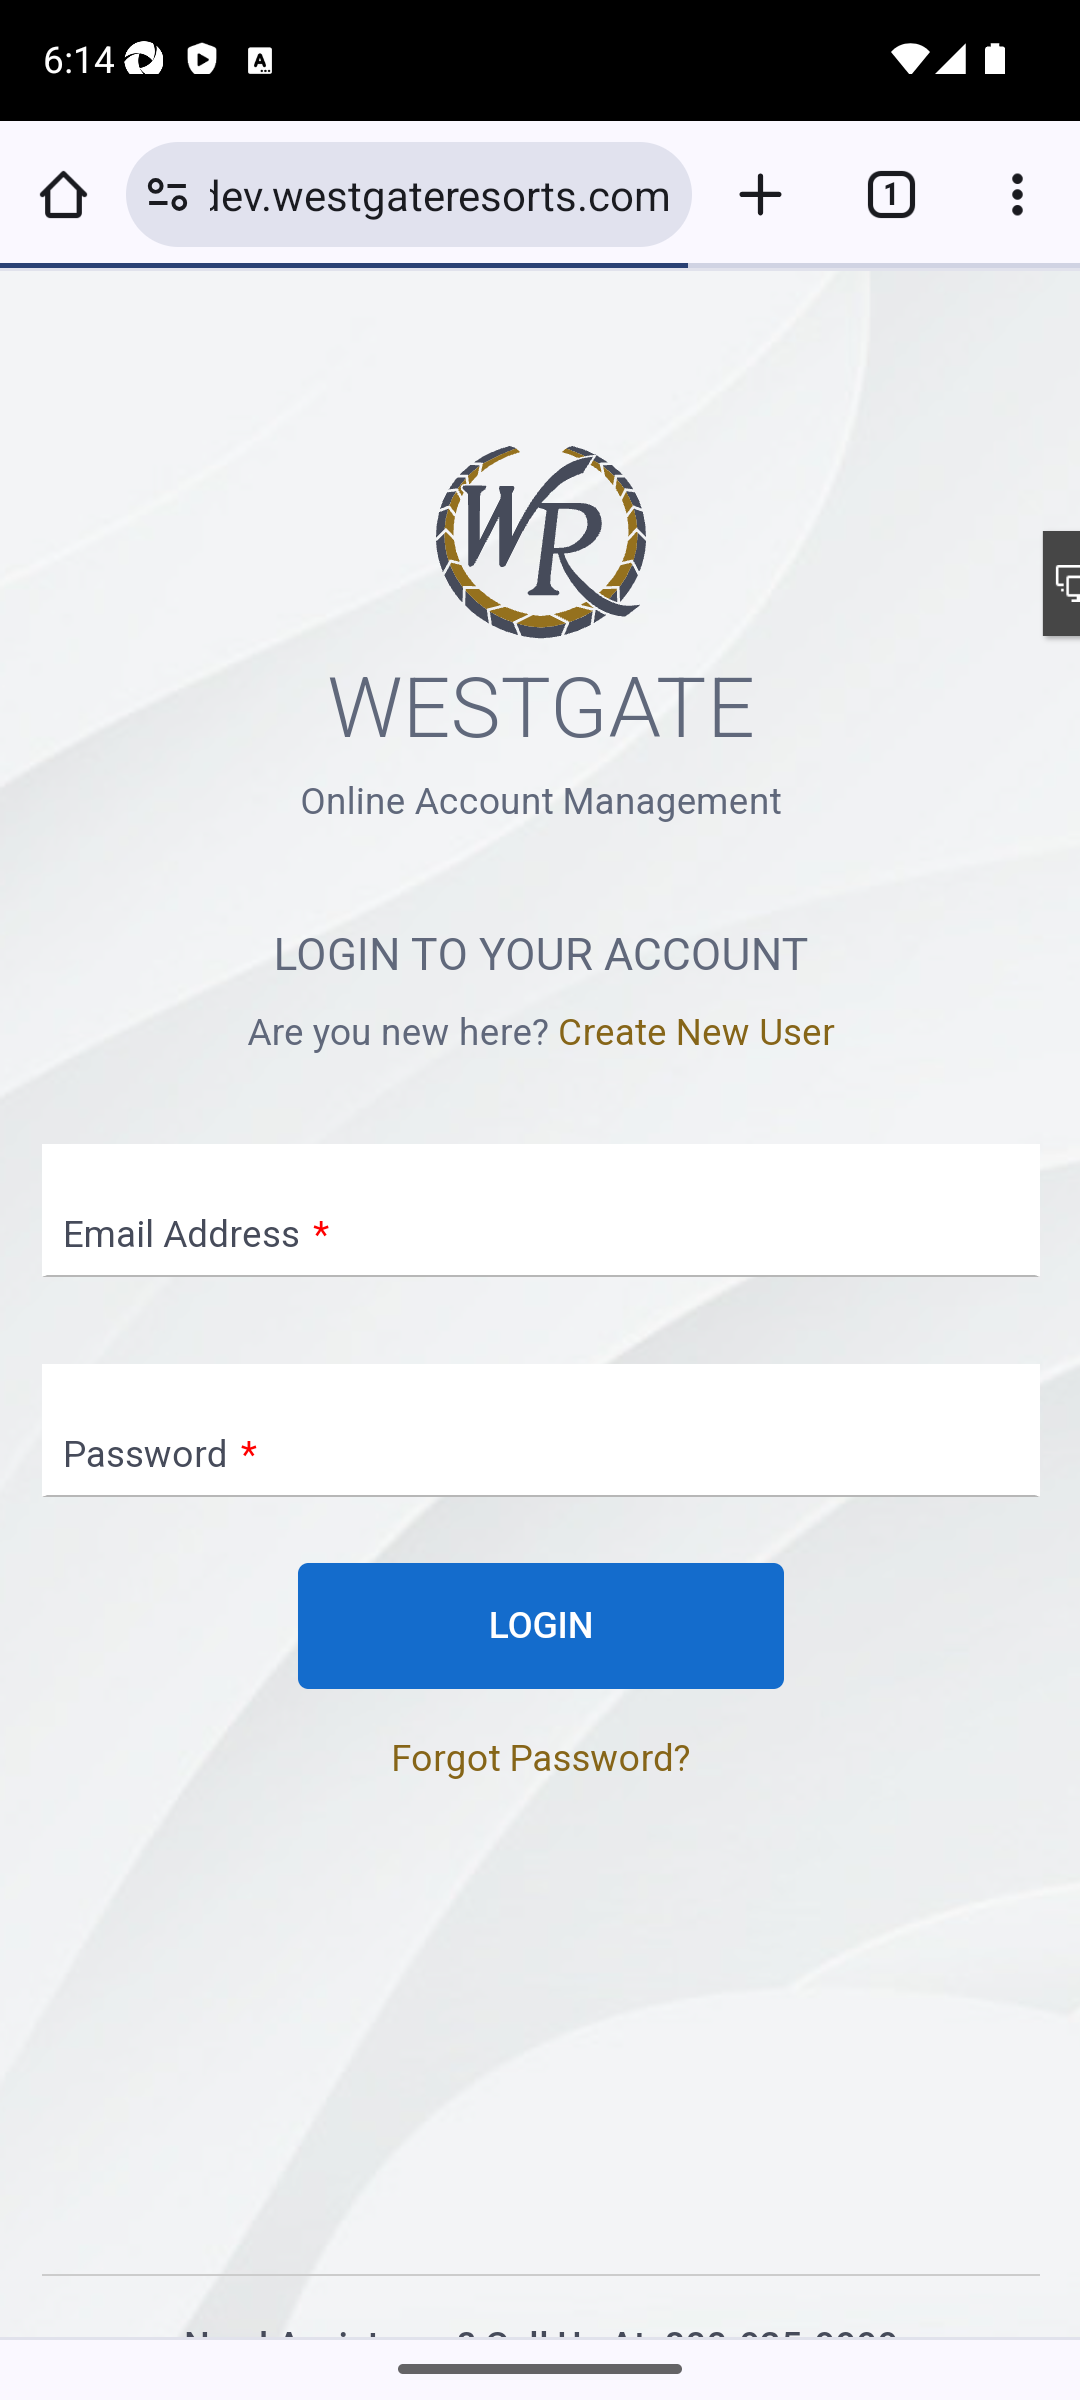 6:14
dev.westgateresorts.com
1
WR
WESTGATE
Online Account Management
LOGIN TO YOUR ACCOUNT
Are you new here? Create New User
Email Address *
Password *
LOGIN
Forgot Password?